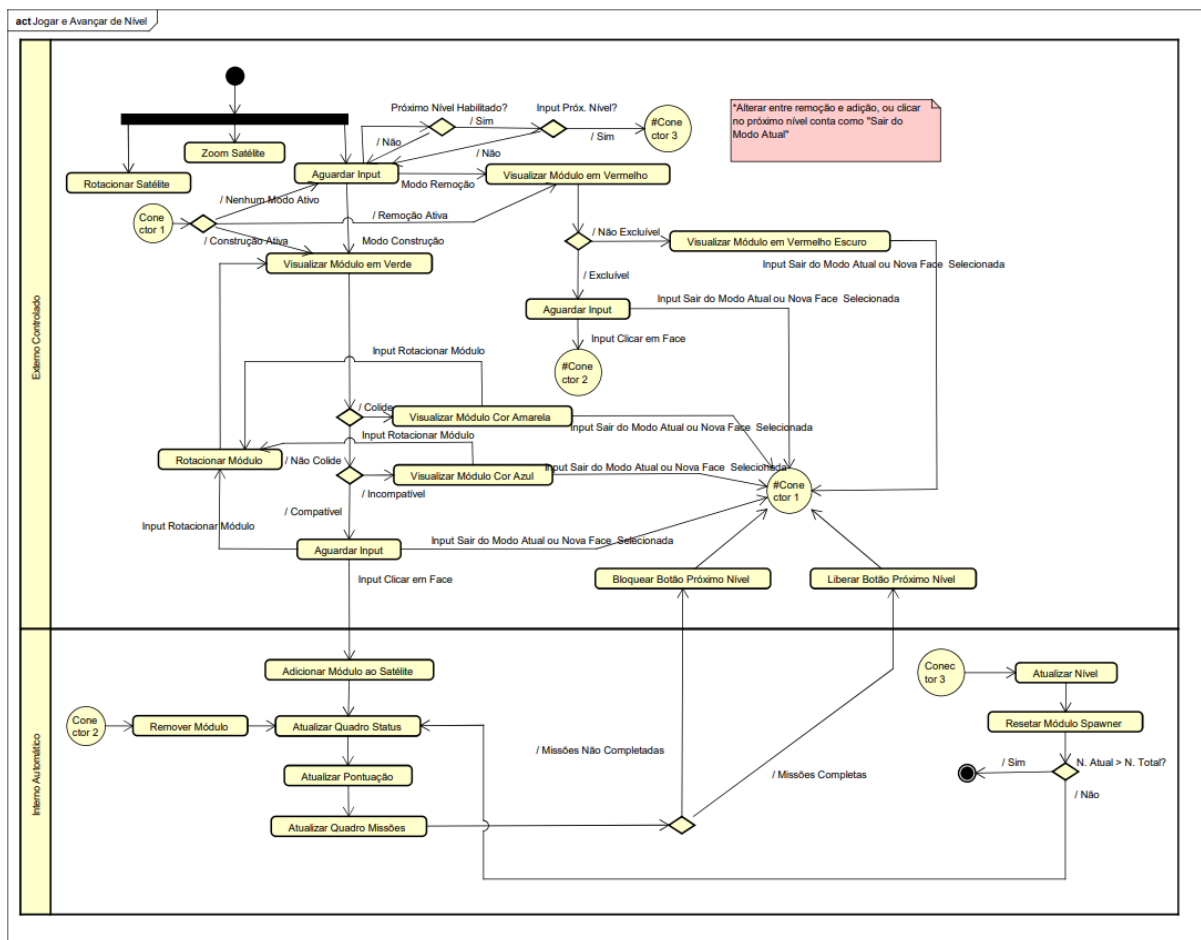 act Jogar e Avançar de Nível
Externo Controlado
Próximo Nível Habilitado?
Input Próx. Nível?
/ Sim
/ Sim
#Cone
ctor 3
*Alterar entre remoção e adição, ou clicar
no próximo nível conta como "Sair do
Modo Atual"
/ Não
/ Não
Zoom Satélite
Rotacionar Satélite
Aguardar Input
Modo Remoção
Visualizar Módulo em Vermelho
/ Nenhum Modo Ativo
Cone
ctor 1
/ Remoção Ativa
/ Construção Ativa
Modo Construção
/ Não Excluível
Visualizar Módulo em Vermelho Escuro
Visualizar Módulo em Verde
Input Sair do Modo Atual ou Nova Face Selecionada
/ Excluível
Input Sair do Modo Atual ou Nova Face Selecionada
Aguardar Input
Input Clicar em Face
Input Rotacionar Módulo
#Cone
ctor 2
/ Colide
Visualizar Módulo Cor Amarela
Input Sair do Modo Atual ou Nova Face Selecionada
Input Rotacionar Módulo
Rotacionar Módulo
/ Não Colide
Input Sair do Modo Atual ou Nova Face Selecionada
Visualizar Módulo Cor Azul
/ Incompatível
#Cone
ctor 1
/ Compatível
Input Rotacionar Módulo
Input Sair do Modo Atual ou Nova Face Selecionada
Aguardar Input
Input Clicar em Face
Bloquear Botão Próximo Nível
Liberar Botão Próximo Nível
Interno Automático
Adicionar Módulo ao Satélite
Conec
tor 3
Atualizar Nível
Cone
ctor 2
Remover Módulo
Atualizar Quadro Status
Resetar Módulo Spawner
/ Missões Não Completadas
/ Missões Completas
/ Sim
N. Atual > N. Total?
/ Não
Atualizar Pontuação
Atualizar Quadro Missões